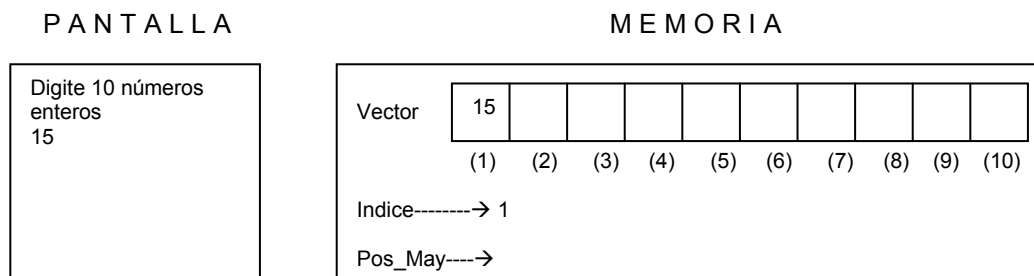 P A N T A L L A
M E M O R I A
Digite 10 números
enteros
15
Vector
15
(1) (2) (3) (4) (5) (6) (7) (8) (9) (10)
Indice--------→ 1
Pos_May----→